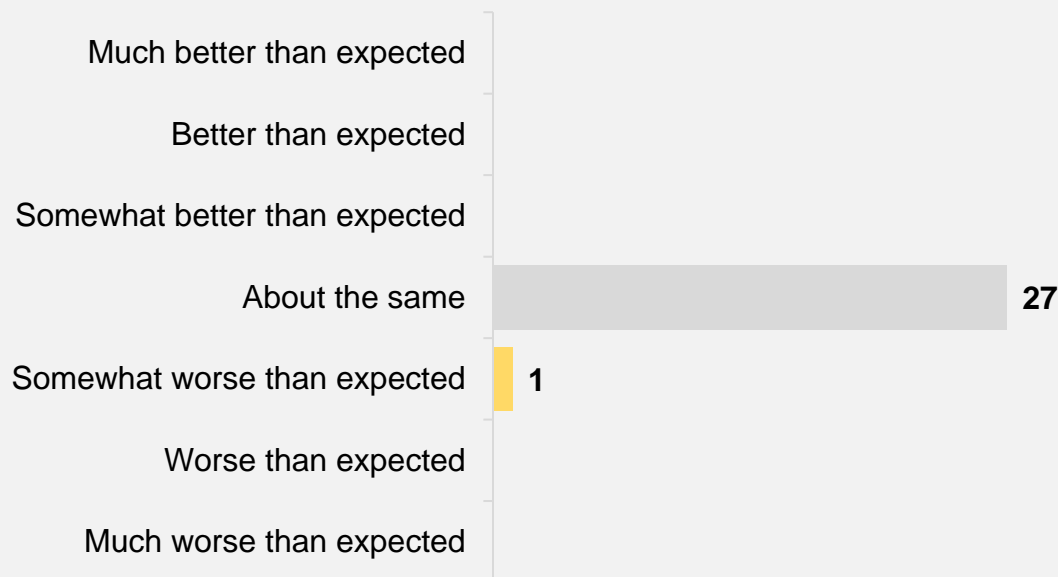 Much better than expected
Better than expected
Somewhat better than expected
About the same 27
Somewhat worse than expected 1
Worse than expected
Much worse than expected